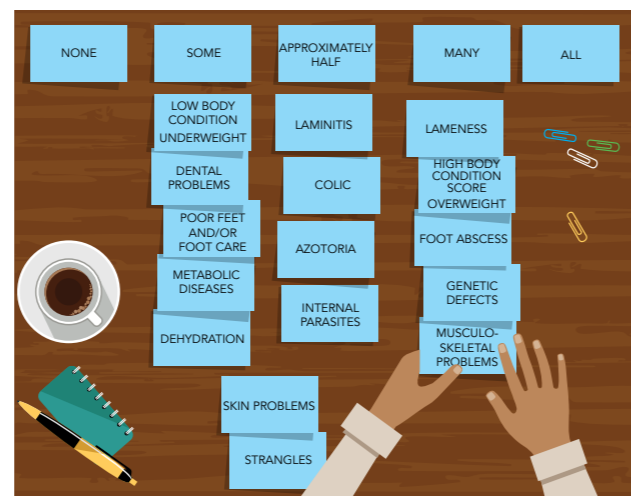 NONE
SOME
APPROXIMATELY
HALF
MANY
ALL
LOW BODY
CONDITION
UNDERWEIGHT
DENTAL
PROBLEMS
POOR FEET
AND/OR
FOOT CARE
METABOLIC
DISEASES
DEHYDRATION
LAMINITIS
COLIC
AZOTORIA
INTERNAL
PARASITES
SKIN PROBLEMS
STRANGLES
LAMENESS
HIGH BODY
CONDITION
SCORE
OVERWEIGHT
FOOT ABSCESS
GENETIC
DEFECTS
MUSCULO-
SKELETAL
PROBLEMS